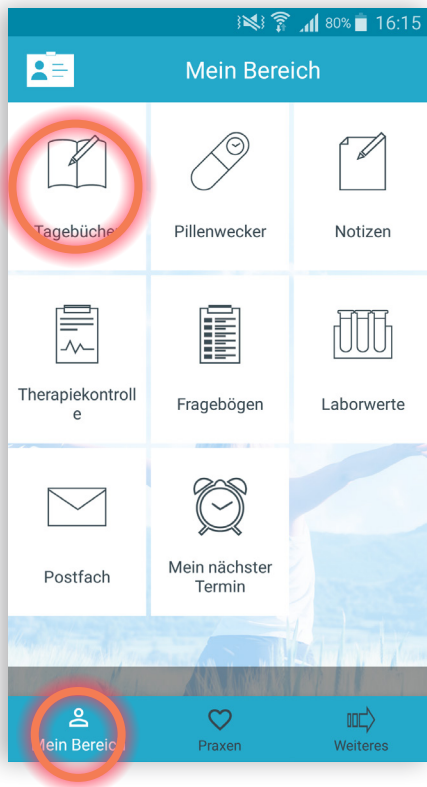 80% 16:15
Mein Bereich
Tagebücher
Pillenwecker
Notizen
Therapiekontroll
e
Fragebögen
Laborwerte
Postfach
Mein nächster
Termin
Mein Bereich
Praxen
Weiteres